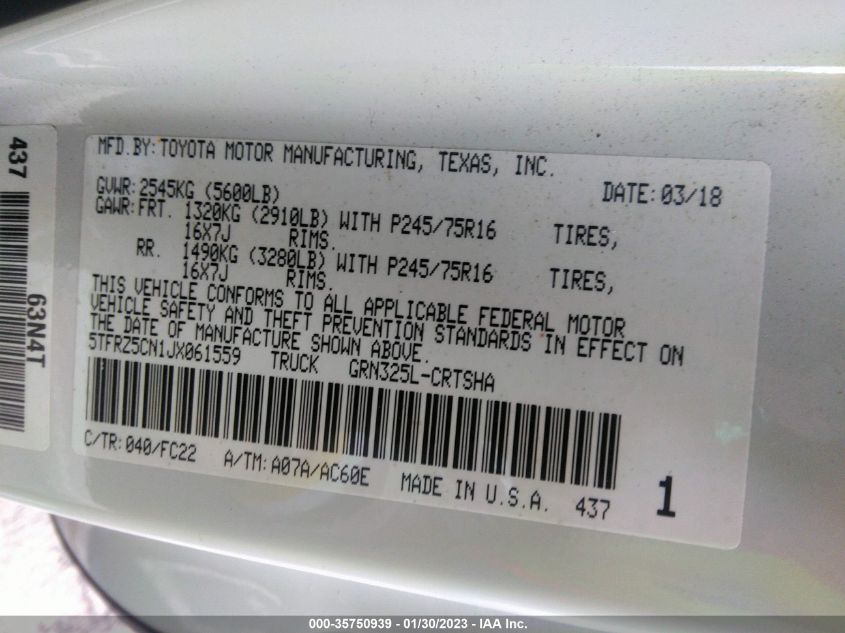 437
63N4T
MFD.BY: TOYOTA MOTOR MANUFACTURING, TEXAS, INC.
GVWR: 2545KG (5600LB) DATE: 03/18
GAWR: FRT. 1320KG (2910LB) WITH P245/75R16 TIRES,
16X7J RIMS.
RR. 1490KG (3280LB) WITH P245/75R16 TIRES,
16X7J RIMS.
THIS VEHICLE CONFORMS TO ALL APPLICABLE FEDERAL MOTOR
VEHICLE SAFETY AND THEFT PREVENTION STANDARDS IN EFFECT ON
THE DATE OF MANUFACTURE SHOWN ABOVE.
5TFRZ5CN1JX061559 TRUCK GRN325L-CRTSHA
C/TR: 040/FC22 A/TM: A07A/AC60E MADE IN U.S.A. 437 1
000-35750939 - 01/30/2023 - IAA Inc.